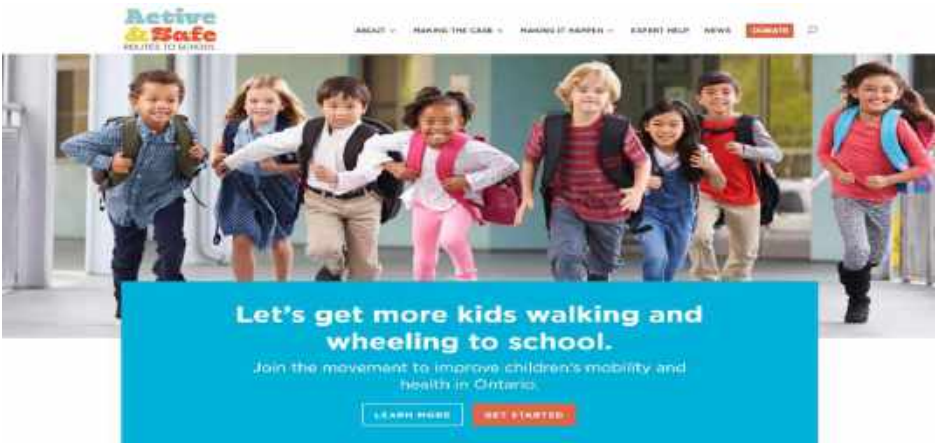 Active
& Safe
ROUTES TO SCHOOL
ABOUT MAKING THE CASE MAKING IT HAPPEN EXPERT HELP NEWS DONATE
Let's get more kids walking and
wheeling to school.
Join the movement to improve children's mobility and
health in Ontario.
LEARN MORE GET STARTED